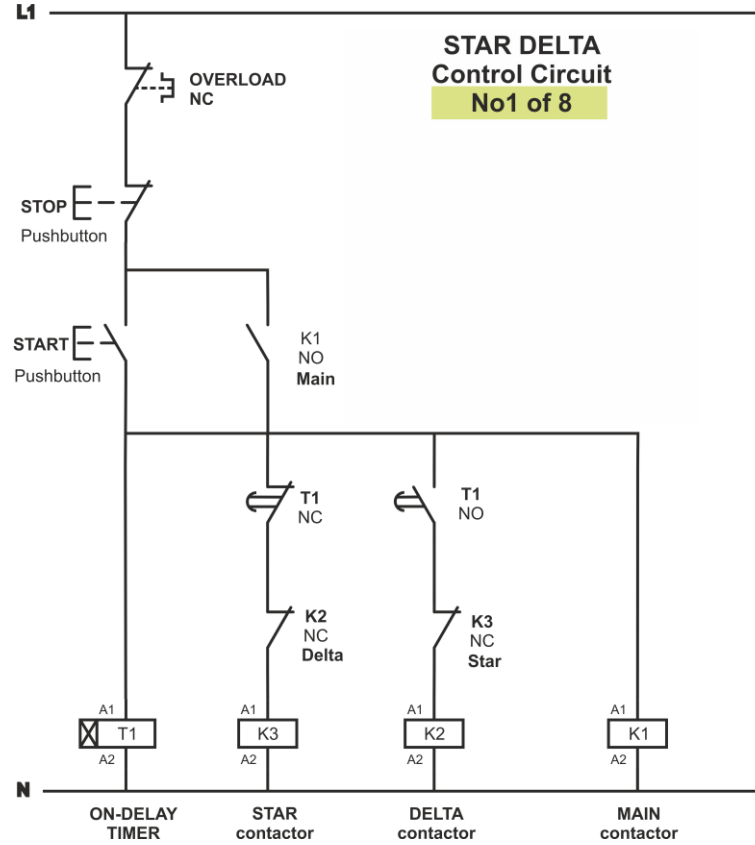 L1
STAR DELTA
Control Circuit
No1 of 8
OVERLOAD
NC
STOP
Pushbutton
START
Pushbutton
K1
NO
Main
T1
NC
T1
NO
K2
NC
Delta
K3
NC
Star
A1 A1 A1 A1
T1 K3 K2 K1
A2 A2 A2 A2
N
ON-DELAY
TIMER
STAR
contactor
DELTA
contactor
MAIN
contactor